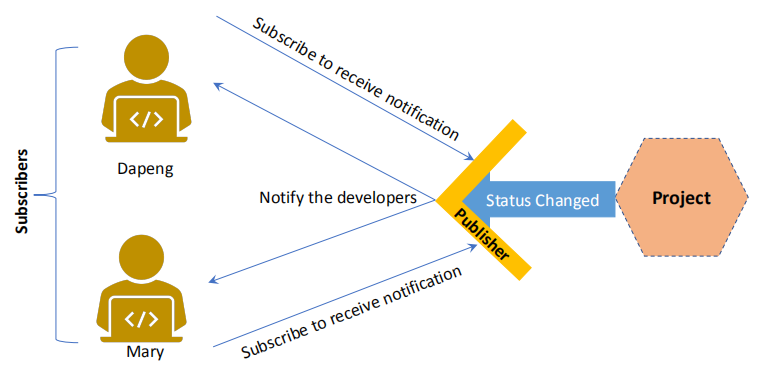 Subscribe to receive notification
Subscribers
</>
Dapeng
Notify the developers
Publisher
Status Changed
Project
</>
Mary
Subscribe to receive notification